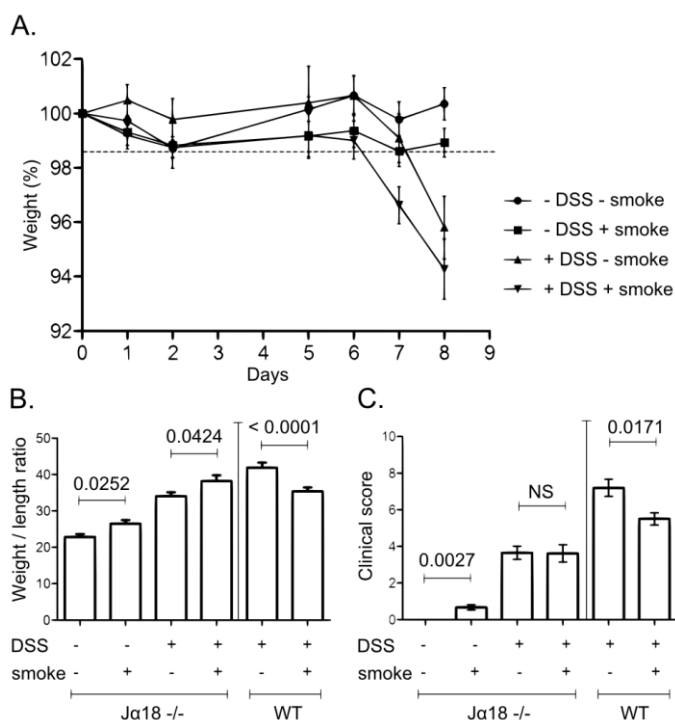 A.
102
100
98
96
94
92
Weight (%)
0 1 2 3 4 5 6 7 8 9
Days
- DSS - smoke
- DSS + smoke
+ DSS - smoke
+ DSS + smoke
B.
50
40
30
20
10
0
Weight / length ratio
0.0252
0.0424
< 0.0001
DSS - - + + + +
smoke - + - + - +
Jα18 -/- WT
C.
10
8
6
4
2
0
Clinical score
0.0027
NS
0.0171
DSS - - + + + +
smoke - + - + - +
Jα18 -/- WT